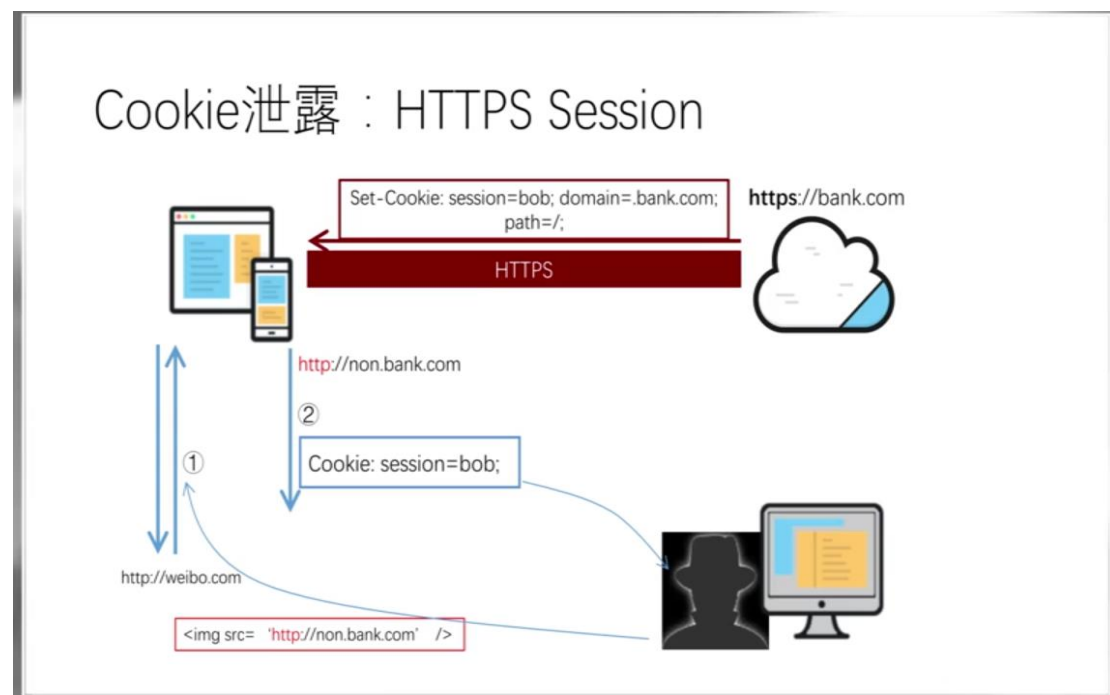 Cookie泄露：HTTPS Session
Set-Cookie: session=bob; domain=.bank.com;
path=/;
https://bank.com
HTTPS
http://non.bank.com
②
Cookie: session=bob;
①
http://weibo.com
<img src= 'http://non.bank.com' />